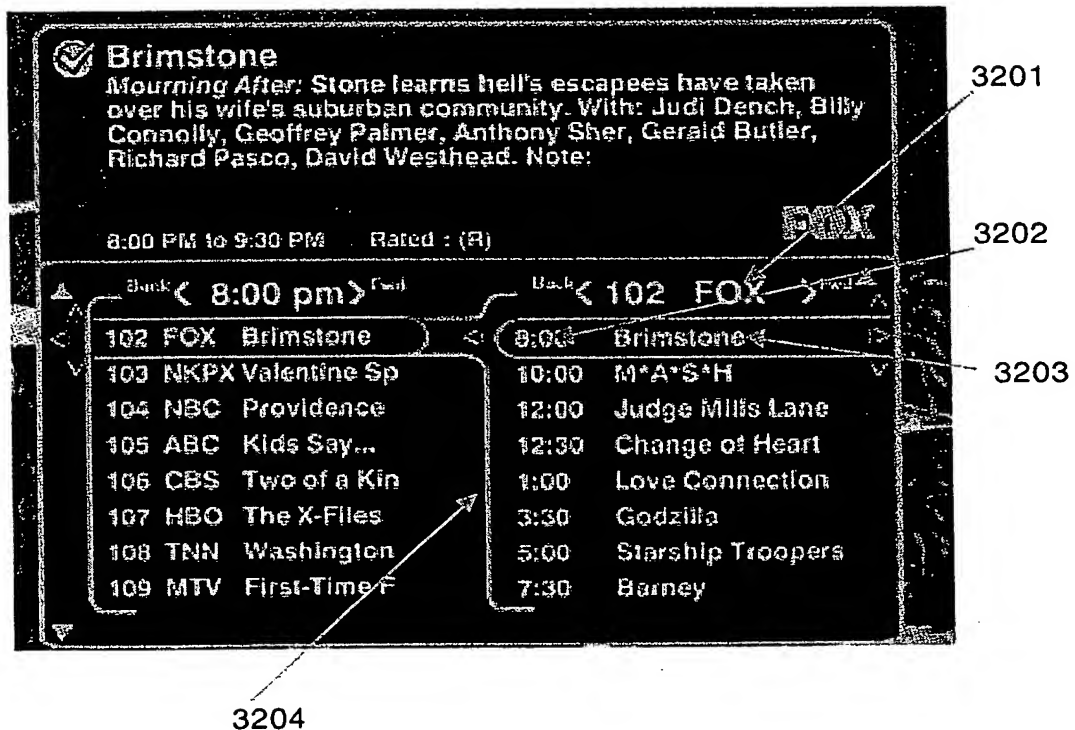 Brimstone
Mourning After: Stone learns hell's escapees have taken
over his wife's suburban community. With: Judi Dench, Billy
Connolly, Geoffrey Palmer, Anthony Sher, Gerald Butler,
Richard Pasco, David Westhead. Note:
FOX
8:00 PM to 9:30 PM Rated : (R)
Back < 8:00 pm > Fwd
102 FOX Brimstone
103 NKPX Valentine Sp
104 NBC Providence
105 ABC Kids Say...
106 CBS Two of a Kin
107 HBO The X-Files
108 TNN Washington
109 MTV First-Time F
Back < 102 FOX > Fwd
8:00 Brimstone
10:00 M*A*S*H
12:00 Judge Mills Lane
12:30 Change of Heart
1:00 Love Connection
3:30 Godzilla
5:00 Starship Troopers
7:30 Barney
3201
3202
3203
3204